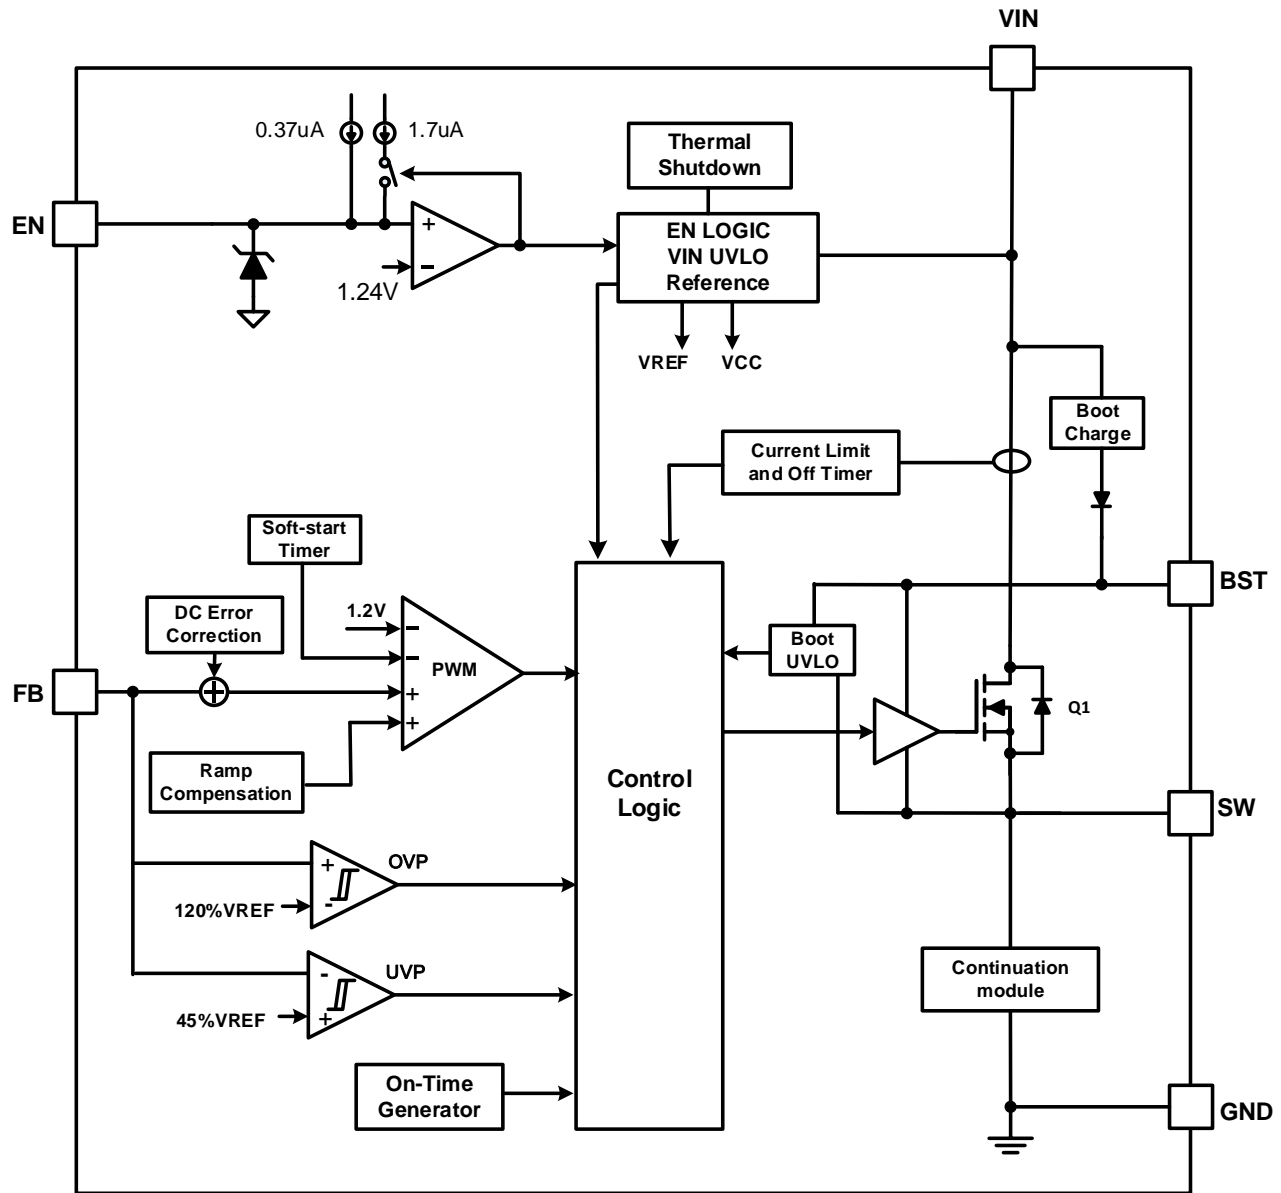 VIN
0.37uA
1.7uA
Thermal
Shutdown
EN
+
-
1.24V
EN LOGIC
VIN UVLO
Reference
VREF
VCC
Boot
Charge
Current Limit
and Off Timer
Soft-start
Timer
BST
DC Error
Correction
1.2V
-
-
PWM
+
+
Boot
UVLO
FB
Q1
Ramp
Compensation
Control
Logic
SW
OVP
+
-
120%VREF
UVP
-
+
45%VREF
Continuation
module
On-Time
Generator
GND